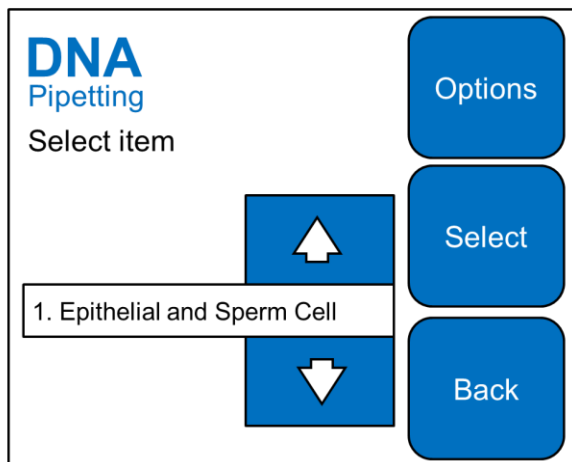 DNA
Pipetting
Select item
1. Epithelial and Sperm Cell
Options
Select
Back